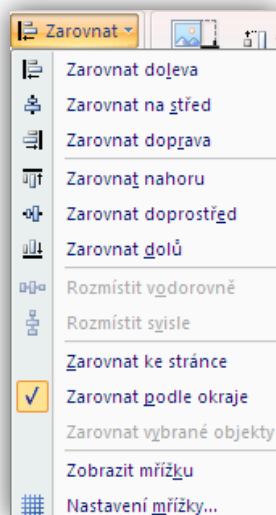 Zarovnat
Zarovnat doleva
Zarovnat na střed
Zarovnat doprava
Zarovnat nahoru
Zarovnat doprostřed
Zarovnat dolů
Rozmístit vodorovně
Rozmístit svisle
Zarovnat ke stránce
Zarovnat podle okraje
Zarovnat vybrané objekty
Zobrazit mřížku
Nastavení mřížky...